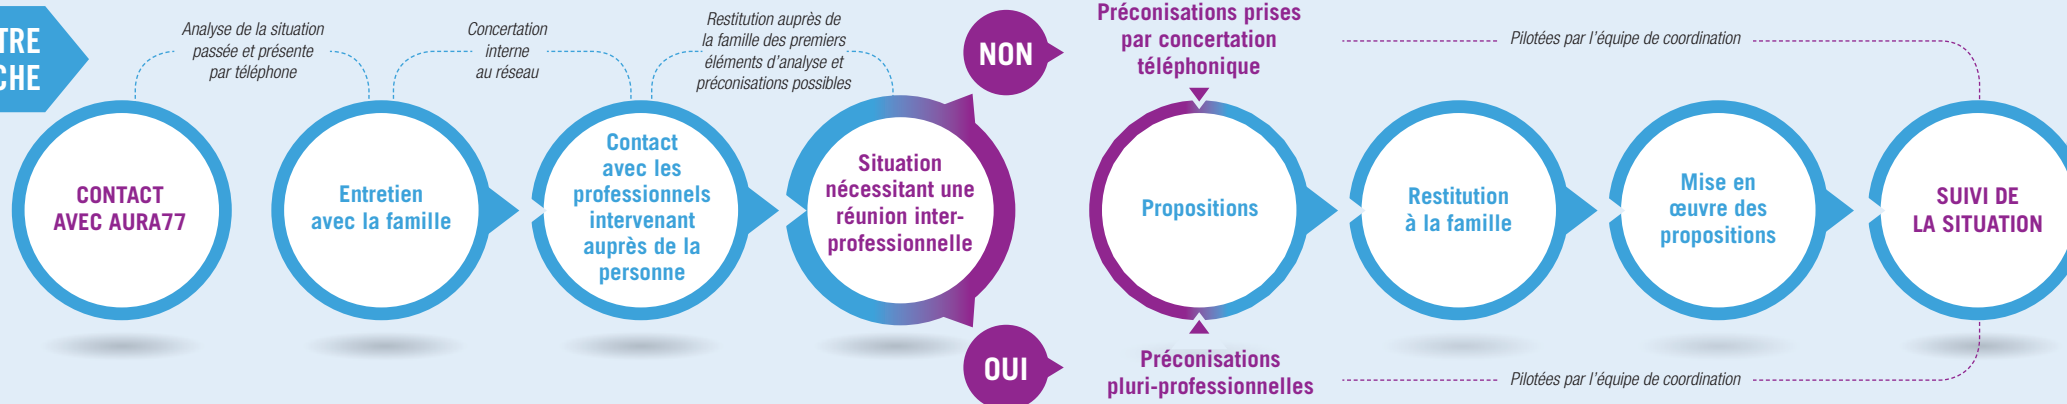 TRE
CHE
Analyse de la situation
passée et présente
par téléphone
Concertation
interne
au réseau
Restitution auprès de
la famille des premiers
éléments d’analyse et
préconisations possibles
NON
Préconisations prises
par concertation
téléphonique
Pilotées par l’équipe de coordination
CONTACT
AVEC AURA77
Entretien
avec la famille
Contact
avec les
professionnels
intervenant
auprès de la
personne
Situation
nécessitant une
réunion inter-
professionnelle
Propositions
Restitution
à la famille
Mise en
œuvre des
propositions
SUIVI DE
LA SITUATION
OUI
Préconisations
pluri-professionnelles
Pilotées par l’équipe de coordination